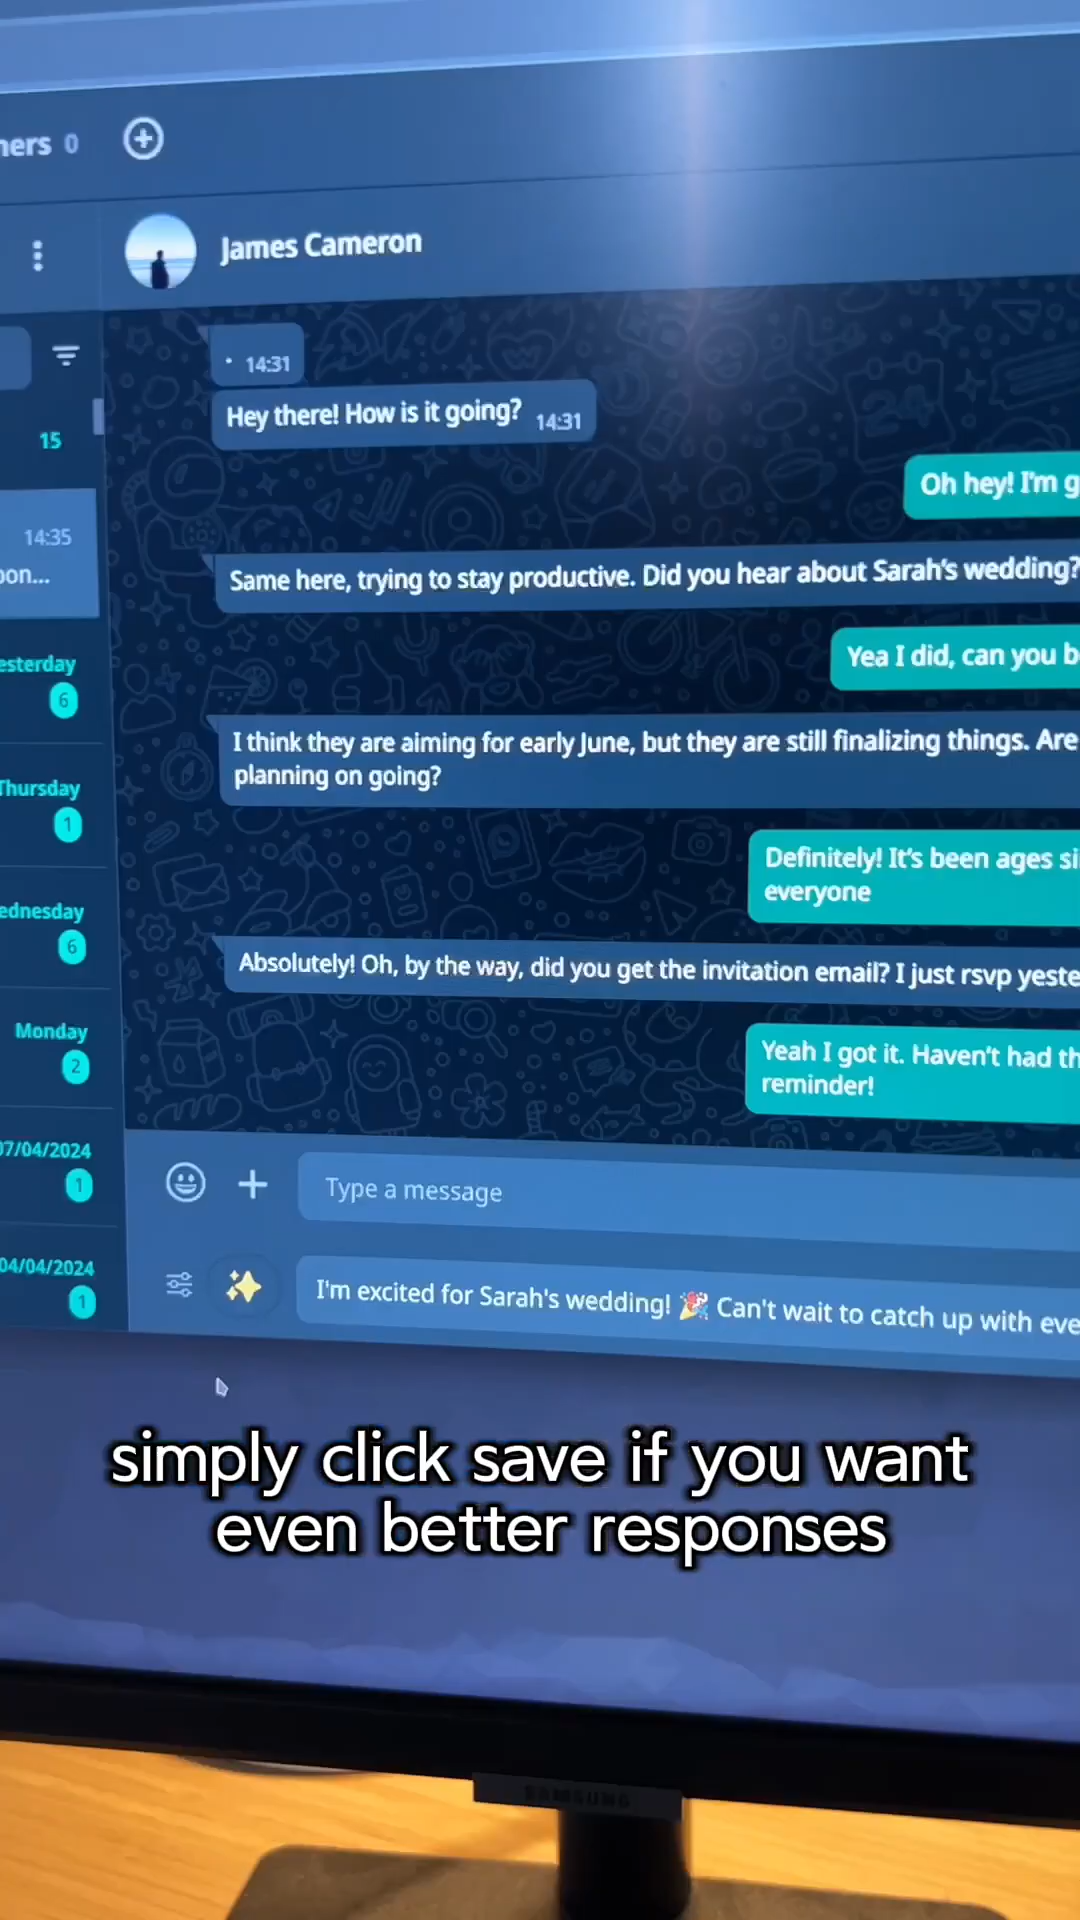 ners 0
James Cameron
14:31
Hey there! How is it going? 14:31
15
Oh hey! I'm g
14:35
oon...
Same here, trying to stay productive. Did you hear about Sarah's wedding?
Yea I did, can you b
esterday
6
I think they are aiming for early June, but they are still finalizing things. Are
planning on going?
Thursday
1
Definitely! It's been ages si
everyone
ednesday
6
Absolutely! Oh, by the way, did you get the invitation email? I just rsvp yeste
Monday
2
Yeah I got it. Haven't had th
reminder!
07/04/2024
1
Type a message
04/04/2024
1
I'm excited for Sarah's wedding! 🎉 Can't wait to catch up with eve
simply click save if you want
even better responses
SAMSUNG